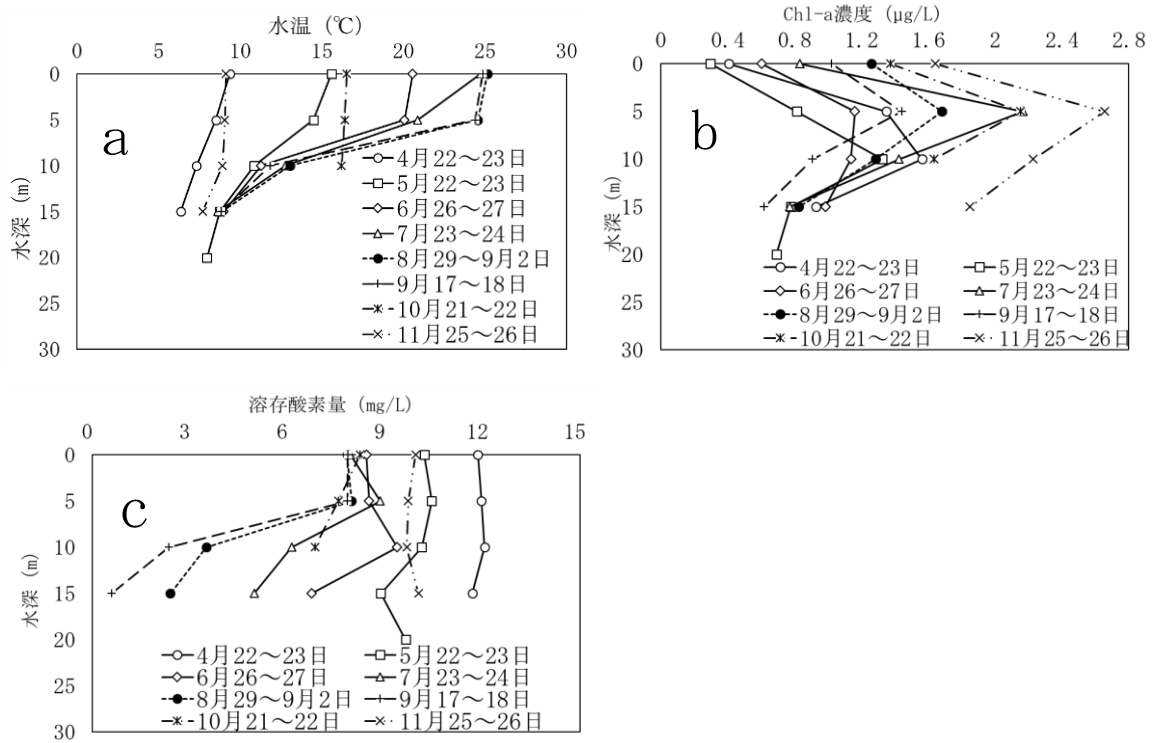 水温 (℃)
0 5 10 15 20 25 30
水深 (m)
0
5
10
15
20
25
30
a
4月22～23日
5月22～23日
6月26～27日
7月23～24日
8月29～9月2日
9月17～18日
10月21～22日
11月25～26日
Chl-a濃度 (μg/L)
0 0.4 0.8 1.2 1.6 2 2.4 2.8
水深 (m)
0
5
10
15
20
25
30
b
4月22～23日 5月22～23日
6月26～27日 7月23～24日
8月29～9月2日 9月17～18日
10月21～22日 11月25～26日
溶存酸素量 (mg/L)
0 3 6 9 12 15
水深 (m)
0
5
10
15
20
25
30
c
4月22～23日 5月22～23日
6月26～27日 7月23～24日
8月29～9月2日 9月17～18日
10月21～22日 11月25～26日